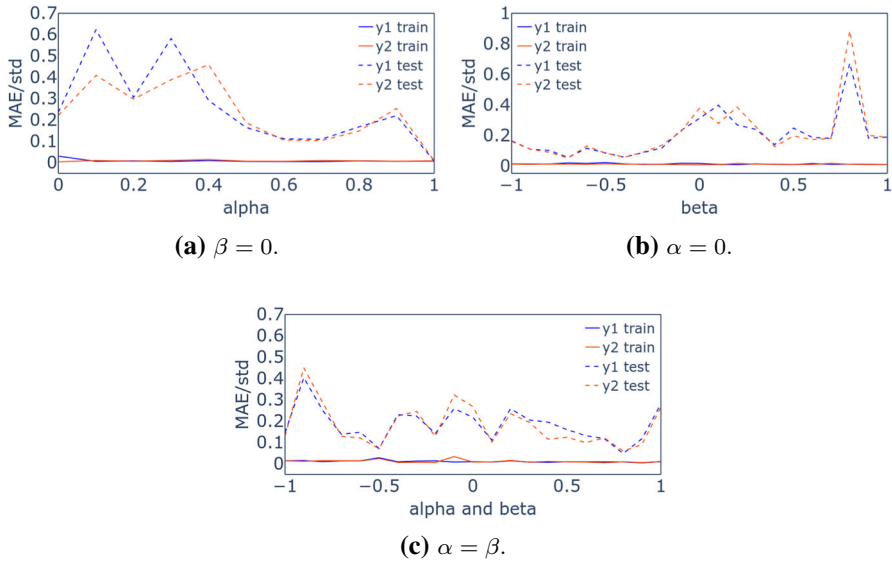 0.7
0.6
0.5
0.4
0.3
0.2
0.1
0
MAE/std
y1 train
y2 train
y1 test
y2 test
0 0.2 0.4 0.6 0.8 1
alpha
(a) β = 0.
1
0.8
0.6
0.4
0.2
0
MAE/std
y1 train
y2 train
y1 test
y2 test
−1 −0.5 0 0.5 1
beta
(b) α = 0.
0.7
0.6
0.5
0.4
0.3
0.2
0.1
0
MAE/std
y1 train
y2 train
y1 test
y2 test
−1 −0.5 0 0.5 1
alpha and beta
(c) α = β.